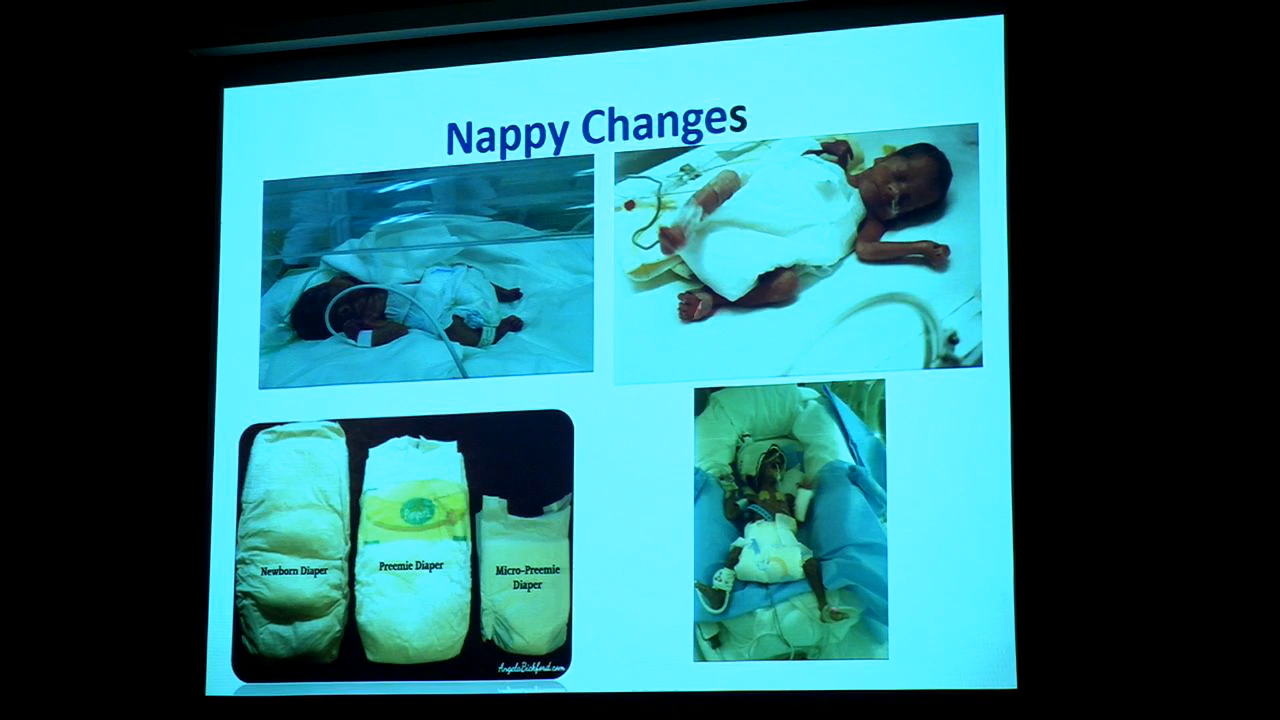 Nappy Changes
Newborn Diaper
Preemie Diaper
Micro-Preemie
Diaper
AngelaBickford.com